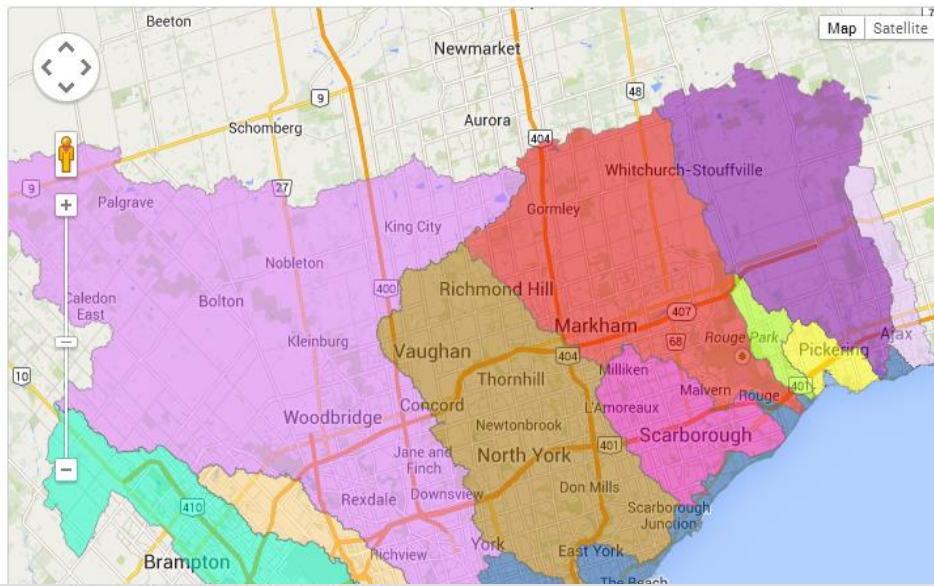 Beeton
7
Map Satellite
Newmarket
9
48
Aurora
Schomberg
404
Whitchurch-Stouffville
9
27
Palgrave
Gormley
King City
Nobleton
400
Richmond Hill
Caledon
East
Bolton
407
Markham
Kleinburg
68
Rouge Park
Ajax
Vaughan
404
Pickering
10
Thornhill
Milliken
Malvern
401
Rouge
Woodbridge
Concord
L'Amoreaux
Newtonbrook
Scarborough
401
Jane and
Finch
North York
Rexdale
Downsview
Don Mills
410
Scarborough
Junction
York
East York
Richview
Brampton
The Beach